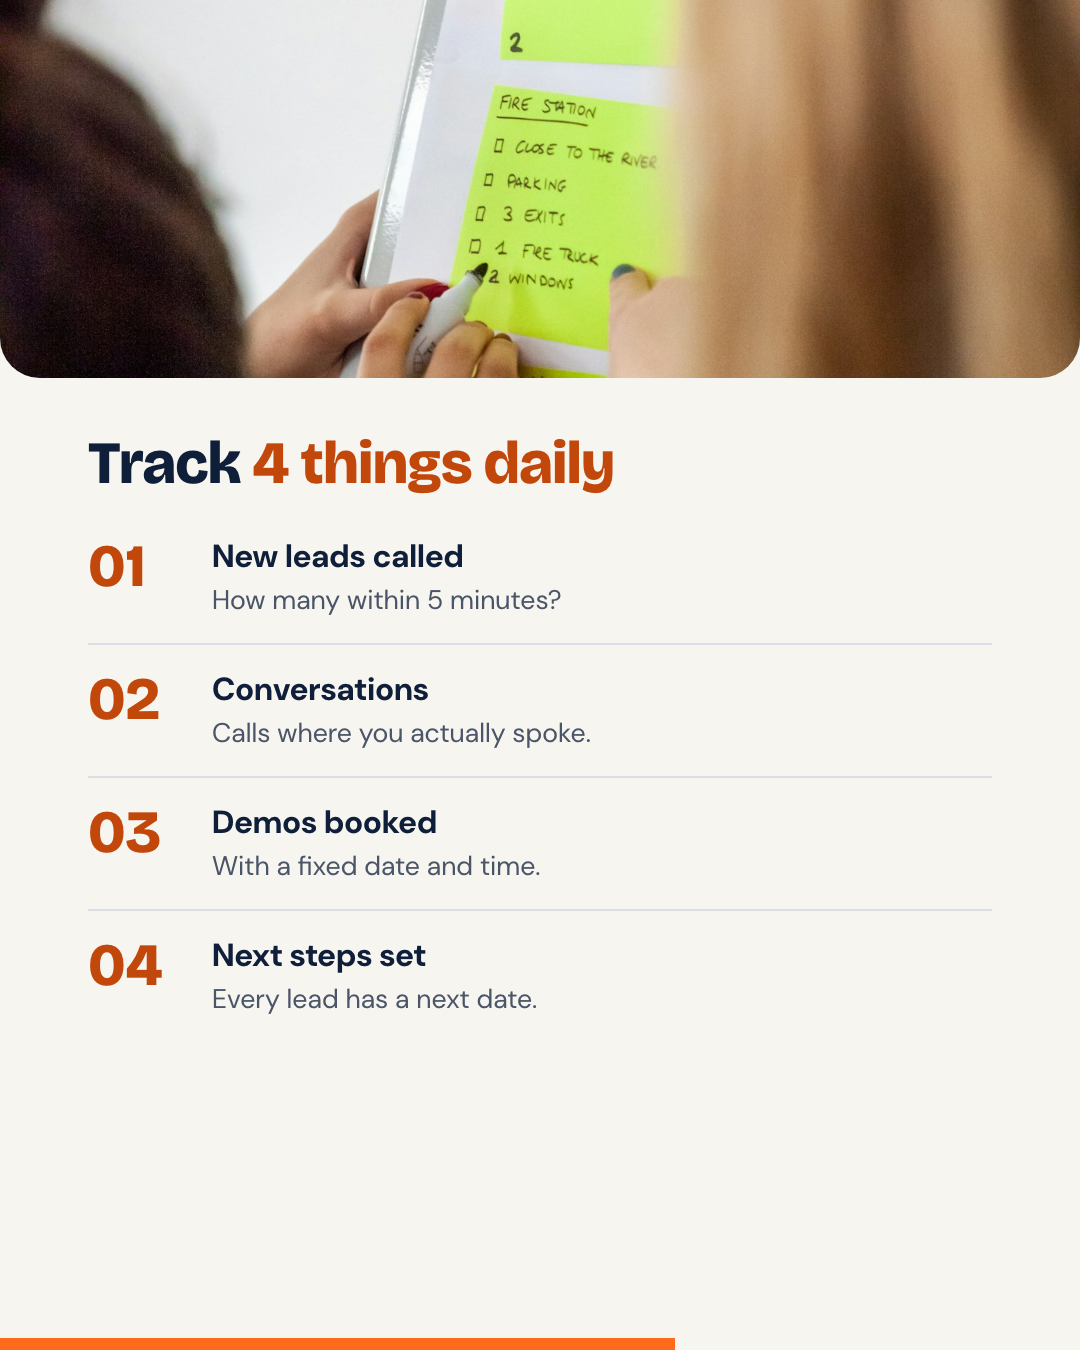 2
FIRE STATION
CLOSE TO THE RIVER
PARKING
3 EXITS
1 FIRE TRUCK
2 WINDOWS
Track 4 things daily
01
New leads called
How many within 5 minutes?
02
Conversations
Calls where you actually spoke.
03
Demos booked
With a fixed date and time.
04
Next steps set
Every lead has a next date.